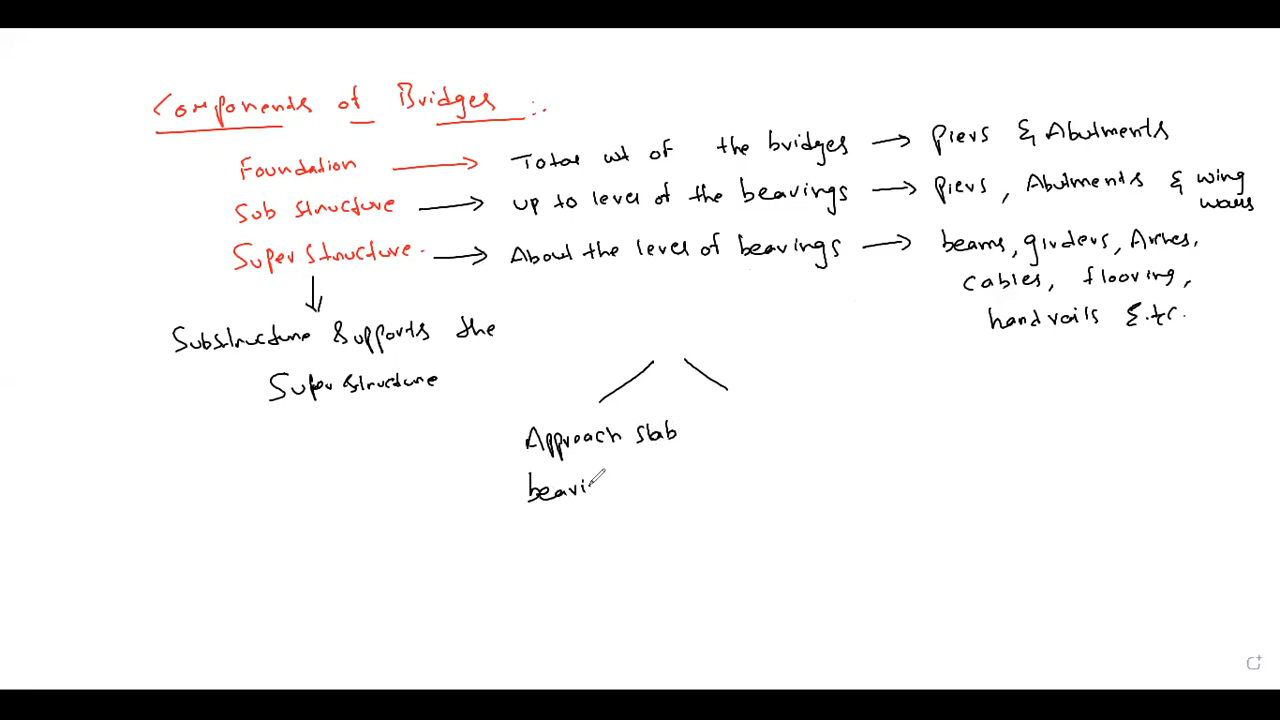 Components of Bridges :.
Foundation → Total wt of the bridges → piers & Abutments
Sub structure → up to level of the bearings → piers, Abutments & wing walls
Super structure. → About the level of bearings → beams, girders, Arches,
cables, flooring,
handrails & etc.
Substructure supports the
Super structure
Approach slab
beari